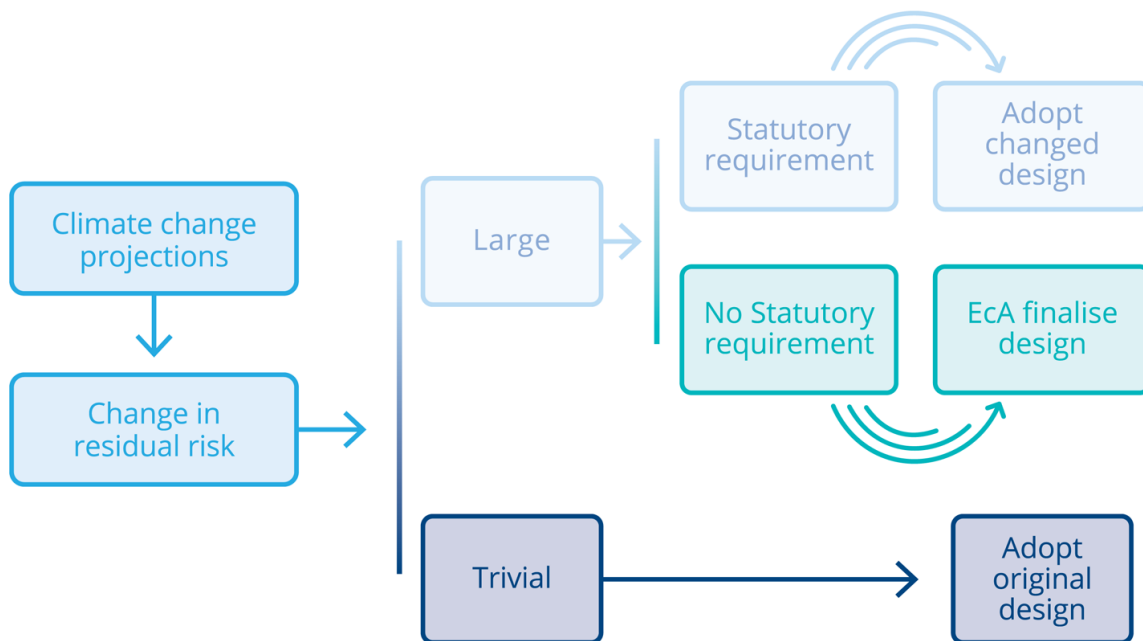 Climate change
projections
Change in
residual risk
Large
Statutory
requirement
Adopt
changed
design
No Statutory
requirement
EcA finalise
design
Trivial
Adopt
original
design